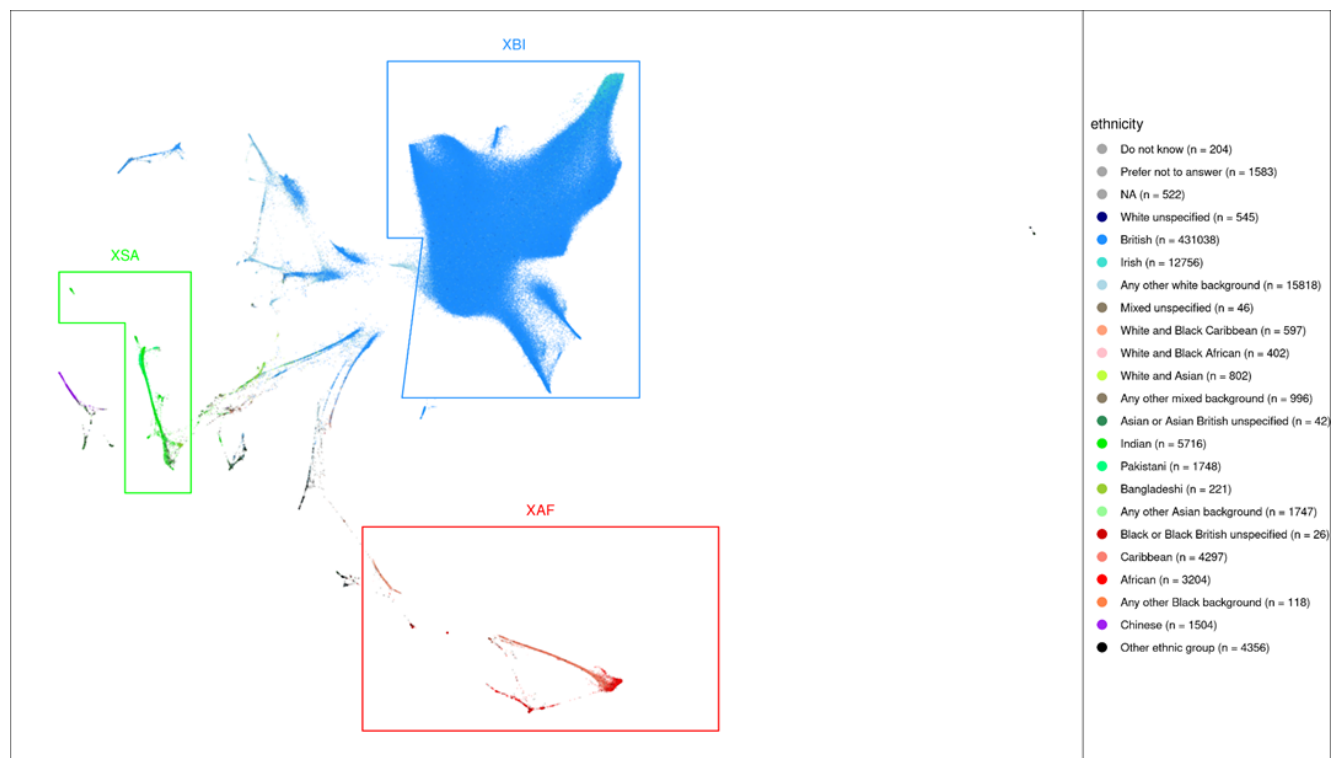 XBI
XSA
XAF
ethnicity
Do not know (n = 204)
Prefer not to answer (n = 1583)
NA (n = 522)
White unspecified (n = 545)
British (n = 431038)
Irish (n = 12756)
Any other white background (n = 15818)
Mixed unspecified (n = 46)
White and Black Caribbean (n = 597)
White and Black African (n = 402)
White and Asian (n = 802)
Any other mixed background (n = 996)
Asian or Asian British unspecified (n = 42)
Indian (n = 5716)
Pakistani (n = 1748)
Bangladeshi (n = 221)
Any other Asian background (n = 1747)
Black or Black British unspecified (n = 26)
Caribbean (n = 4297)
African (n = 3204)
Any other Black background (n = 118)
Chinese (n = 1504)
Other ethnic group (n = 4356)